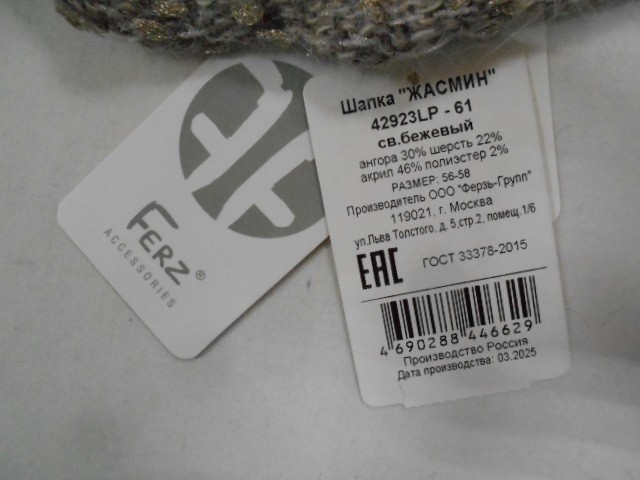 FERZ ®
ACCESSORIES
Шапка "ЖАСМИН"
42923LP - 61
св.бежевый
ангора 30% шерсть 22%
акрил 46% полиэстер 2%
РАЗМЕР: 56-58
Производитель ООО "Ферзь-Групп"
119021, г. Москва
ул.Льва Толстого, д. 5,стр.2, помещ.1/6
EAC ГОСТ 33378-2015
4 690288 446629
Производство Россия
Дата производства: 03.2025